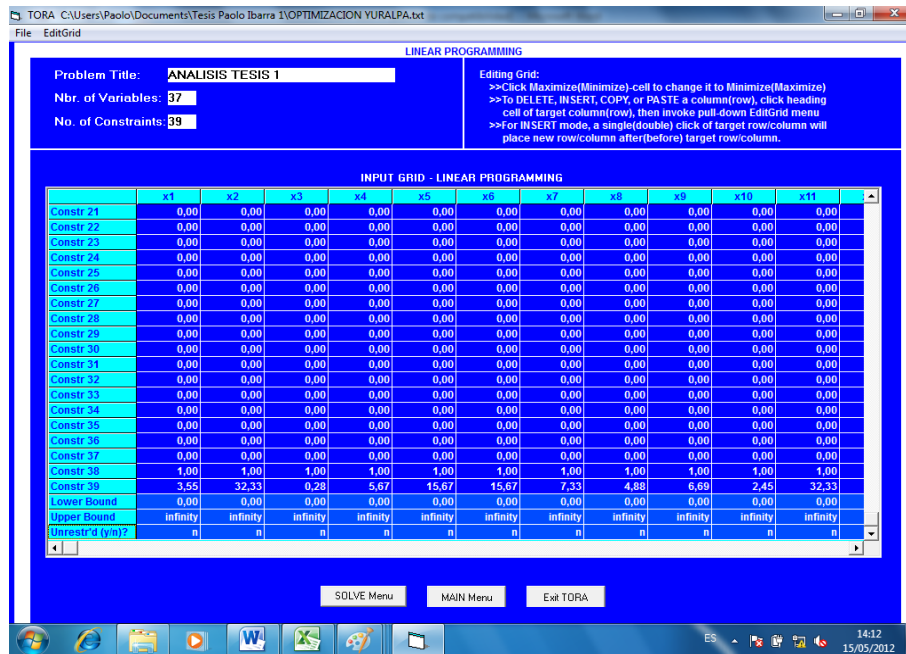 TORA C:\Users\Paolo\Documents\Tesis Paolo Ibarra 1\OPTIMIZACION YURALPA.txt
File EditGrid
LINEAR PROGRAMMING
Problem Title: ANALISIS TESIS 1
Nbr. of Variables: 37
No. of Constraints: 39
Editing Grid:
>>Click Maximize(Minimize)-cell to change it to Minimize(Maximize)
>>To DELETE, INSERT, COPY, or PASTE a column(row), click heading
cell of target column(row), then invoke pull-down EditGrid menu
>>For INSERT mode, a single(double) click of target row/column will
place new row/column after(before) target row/column.
INPUT GRID - LINEAR PROGRAMMING
x1 x2 x3 x4 x5 x6 x7 x8 x9 x10 x11
Constr 21 0,00 0,00 0,00 0,00 0,00 0,00 0,00 0,00 0,00 0,00 0,00
Constr 22 0,00 0,00 0,00 0,00 0,00 0,00 0,00 0,00 0,00 0,00 0,00
Constr 23 0,00 0,00 0,00 0,00 0,00 0,00 0,00 0,00 0,00 0,00 0,00
Constr 24 0,00 0,00 0,00 0,00 0,00 0,00 0,00 0,00 0,00 0,00 0,00
Constr 25 0,00 0,00 0,00 0,00 0,00 0,00 0,00 0,00 0,00 0,00 0,00
Constr 26 0,00 0,00 0,00 0,00 0,00 0,00 0,00 0,00 0,00 0,00 0,00
Constr 27 0,00 0,00 0,00 0,00 0,00 0,00 0,00 0,00 0,00 0,00 0,00
Constr 28 0,00 0,00 0,00 0,00 0,00 0,00 0,00 0,00 0,00 0,00 0,00
Constr 29 0,00 0,00 0,00 0,00 0,00 0,00 0,00 0,00 0,00 0,00 0,00
Constr 30 0,00 0,00 0,00 0,00 0,00 0,00 0,00 0,00 0,00 0,00 0,00
Constr 31 0,00 0,00 0,00 0,00 0,00 0,00 0,00 0,00 0,00 0,00 0,00
Constr 32 0,00 0,00 0,00 0,00 0,00 0,00 0,00 0,00 0,00 0,00 0,00
Constr 33 0,00 0,00 0,00 0,00 0,00 0,00 0,00 0,00 0,00 0,00 0,00
Constr 34 0,00 0,00 0,00 0,00 0,00 0,00 0,00 0,00 0,00 0,00 0,00
Constr 35 0,00 0,00 0,00 0,00 0,00 0,00 0,00 0,00 0,00 0,00 0,00
Constr 36 0,00 0,00 0,00 0,00 0,00 0,00 0,00 0,00 0,00 0,00 0,00
Constr 37 0,00 0,00 0,00 0,00 0,00 0,00 0,00 0,00 0,00 0,00 0,00
Constr 38 1,00 1,00 1,00 1,00 1,00 1,00 1,00 1,00 1,00 1,00 1,00
Constr 39 3,55 32,33 0,28 5,67 15,67 15,67 7,33 4,88 6,69 2,45 32,33
Lower Bound 0,00 0,00 0,00 0,00 0,00 0,00 0,00 0,00 0,00 0,00 0,00
Upper Bound infinity infinity infinity infinity infinity infinity infinity infinity infinity infinity infinity
Unrestr'd (y/n)? n n n n n n n n n n n
SOLVE Menu MAIN Menu Exit TORA
ES 14:12
15/05/2012